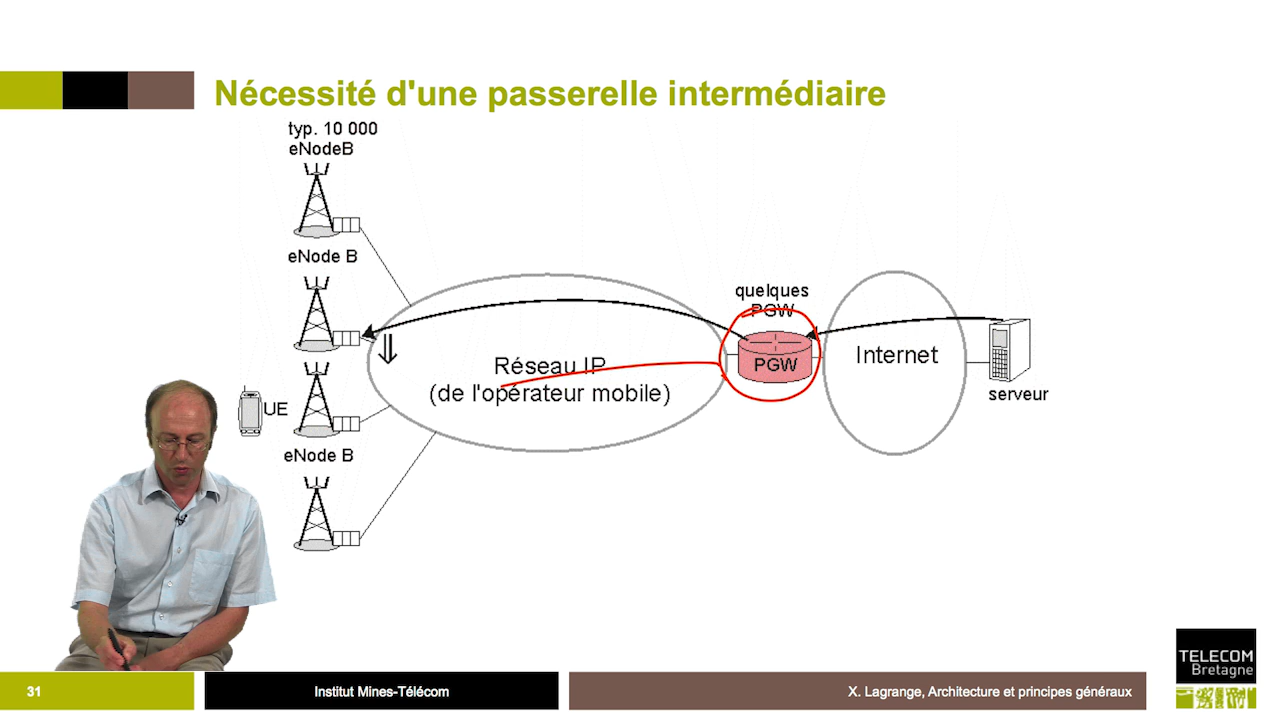 Nécessité d'une passerelle intermédiaire
typ. 10 000
eNodeB
eNode B
UE
eNode B
Réseau IP
(de l'opérateur mobile)
quelques
PGW
PGW
Internet
serveur
TELECOM
Bretagne
31
Institut Mines-Télécom
X. Lagrange, Architecture et principes généraux